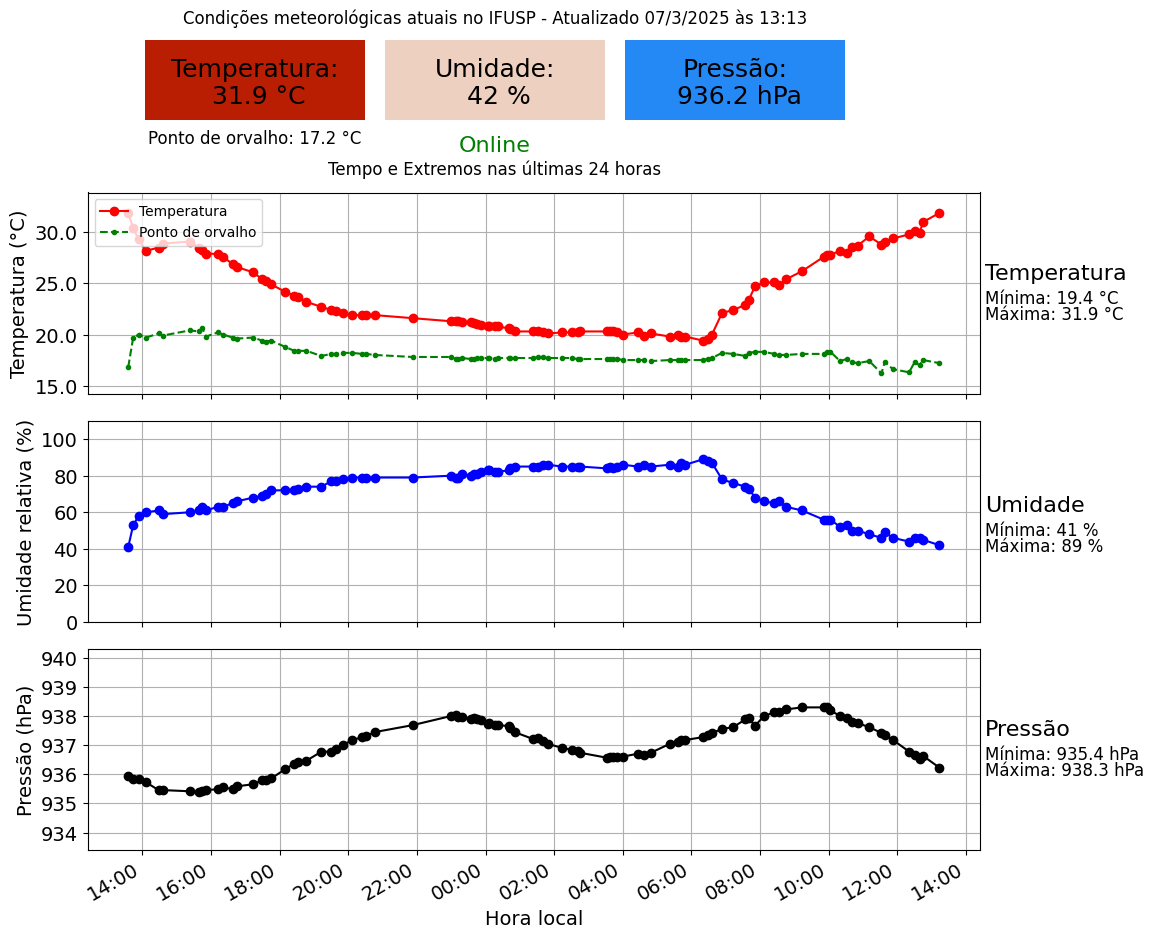 Condições meteorológicas atuais no IFUSP - Atualizado 07/3/2025 às 13:13
Temperatura:
31.9 °C
Umidade:
42 %
Pressão:
936.2 hPa
Ponto de orvalho: 17.2 °C
Online
Tempo e Extremos nas últimas 24 horas
Temperatura (°C)
30.0
25.0
20.0
15.0
Temperatura
Ponto de orvalho
Temperatura
Mínima: 19.4 °C
Máxima: 31.9 °C
Umidade relativa (%)
100
80
60
40
20
0
Umidade
Mínima: 41 %
Máxima: 89 %
Pressão (hPa)
940
939
938
937
936
935
934
Pressão
Mínima: 935.4 hPa
Máxima: 938.3 hPa
14:00 16:00 18:00 20:00 22:00 00:00 02:00 04:00 06:00 08:00 10:00 12:00 14:00
Hora local